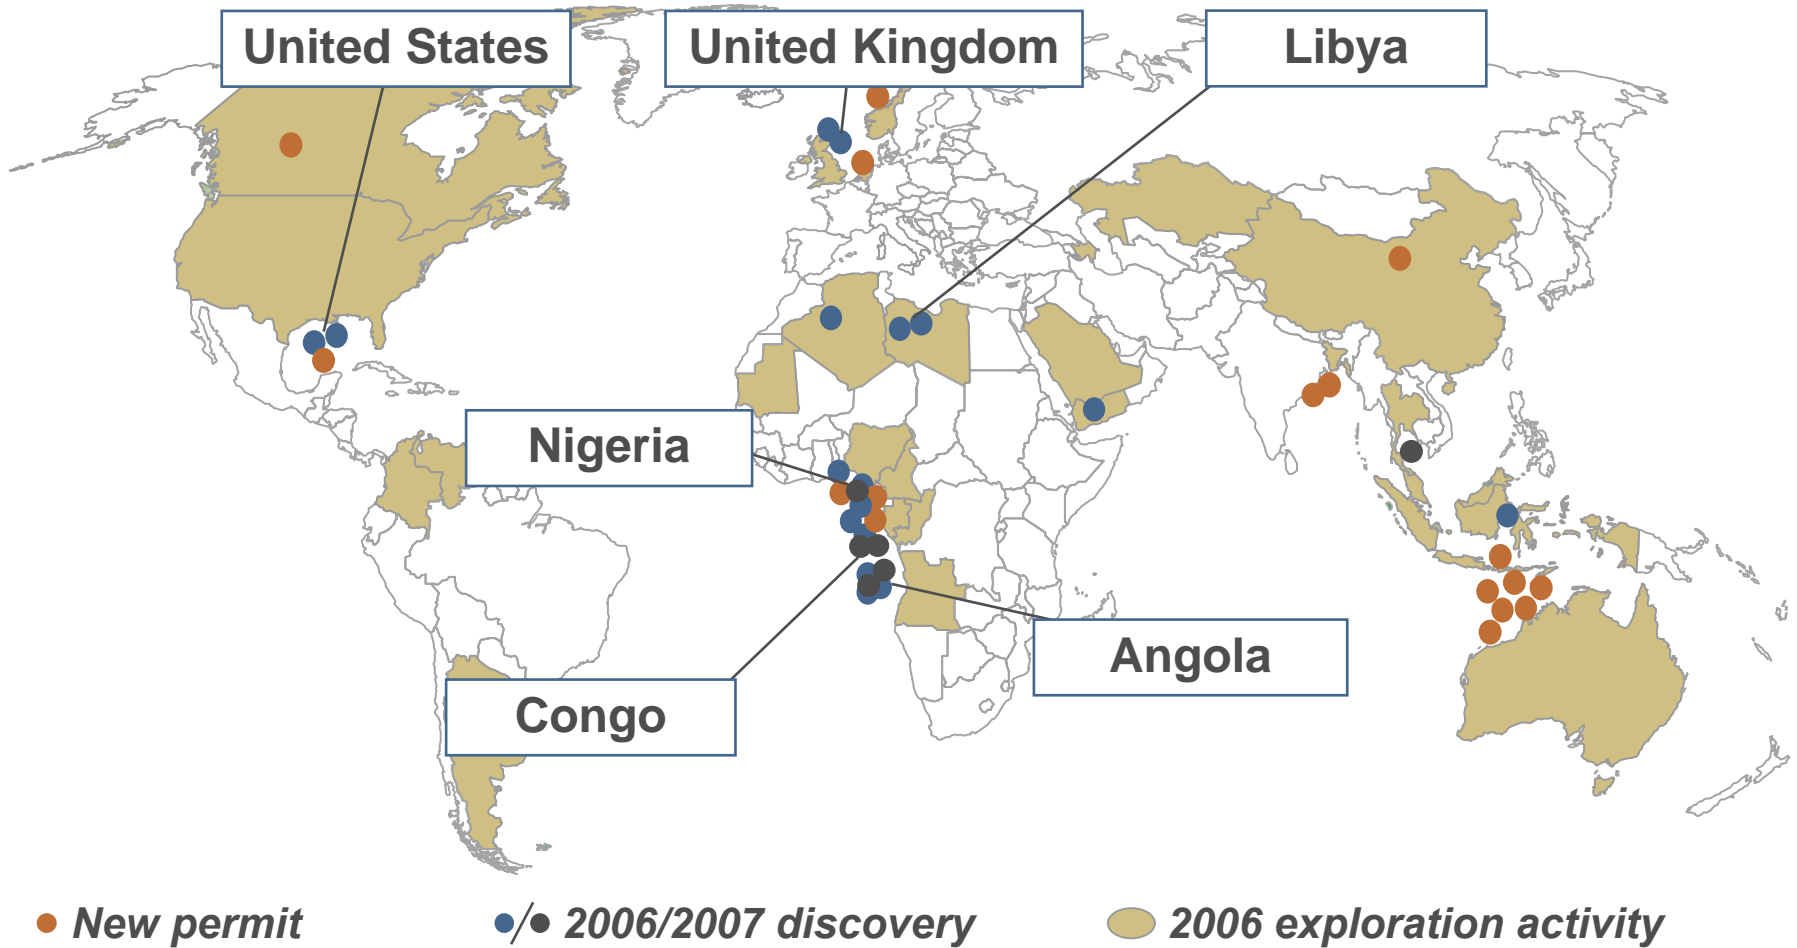 United States
United Kingdom
Libya
Nigeria
Angola
Congo
New permit
2006/2007 discovery
2006 exploration activity